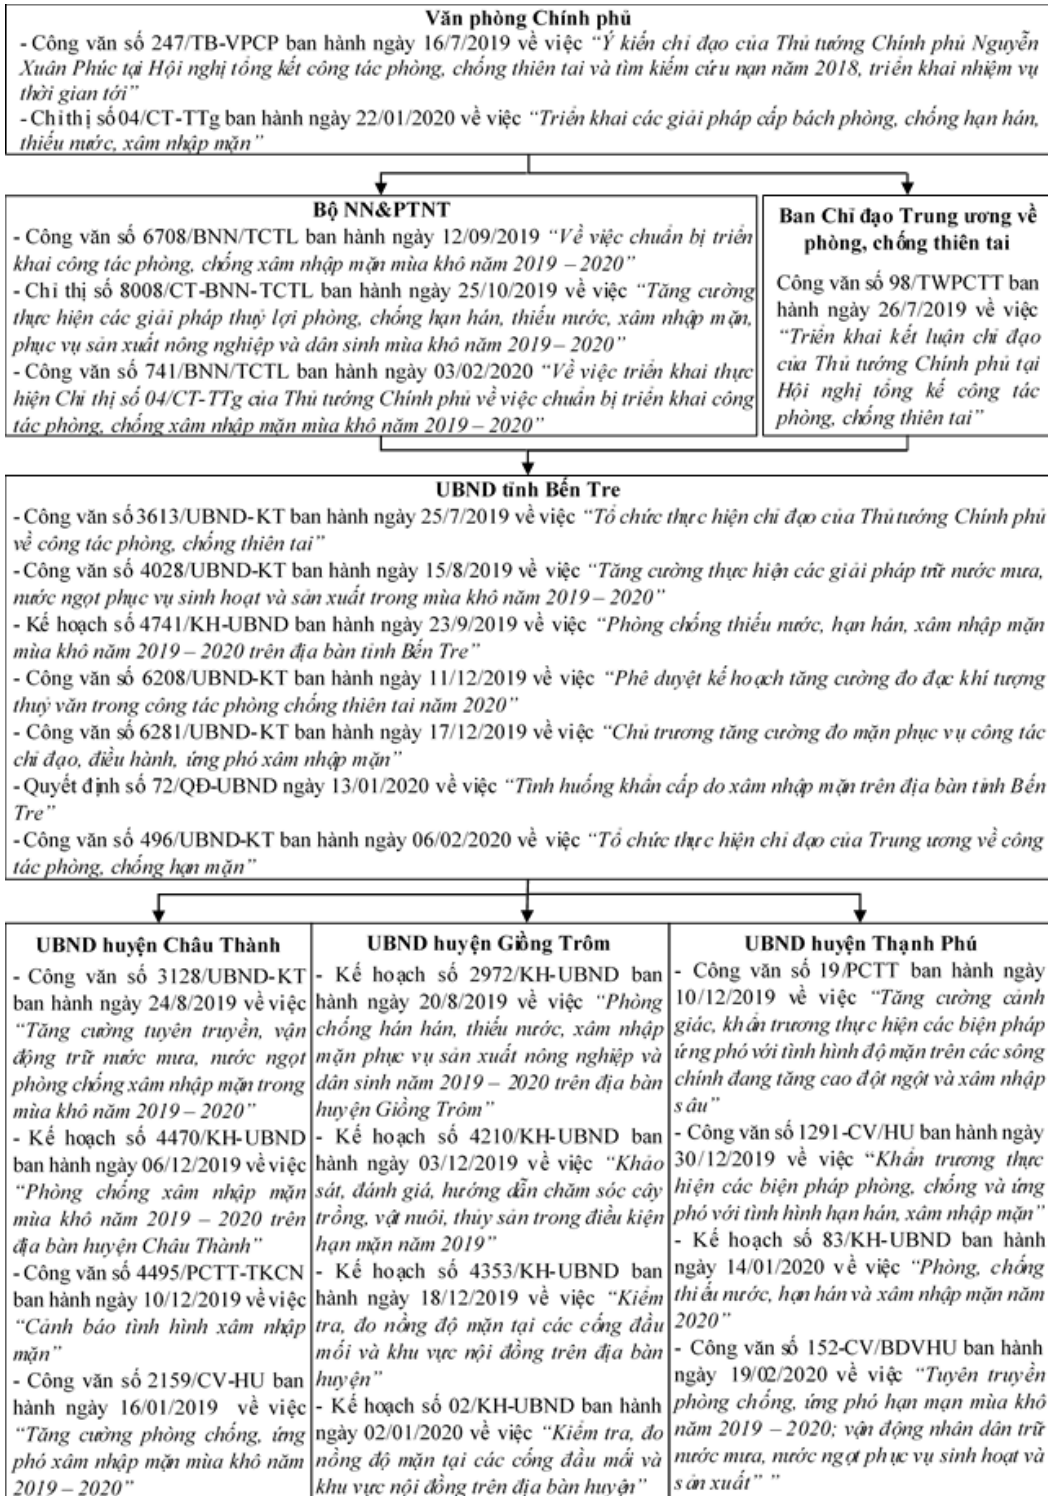 Văn phòng Chính phủ
- Công văn số 247/TB-VPCP ban hành ngày 16/7/2019 về việc “Ý kiến chỉ đạo của Thủ tướng Chính phủ Nguyễn
Xuân Phúc tại Hội nghị tổng kết công tác phòng, chống thiên tai và tìm kiếm cứu nạn năm 2018, triển khai nhiệm vụ
thời gian tới”
- Chỉ thị số 04/CT-TTg ban hành ngày 22/01/2020 về việc “Triển khai các giải pháp cấp bách phòng, chống hạn hán,
thiếu nước, xâm nhập mặn”
Bộ NN&PTNT
- Công văn số 6708/BNN/TCTL ban hành ngày 12/09/2019 “Về việc chuẩn bị triển
khai công tác phòng, chống xâm nhập mặn mùa khô năm 2019 – 2020”
- Chỉ thị số 8008/CT-BNN-TCTL ban hành ngày 25/10/2019 về việc “Tăng cường
thực hiện các giải pháp thuỷ lợi phòng, chống hạn hán, thiếu nước, xâm nhập mặn,
phục vụ sản xuất nông nghiệp và dân sinh mùa khô năm 2019 – 2020”
- Công văn số 741/BNN/TCTL ban hành ngày 03/02/2020 “Về việc triển khai thực
hiện Chỉ thị số 04/CT-TTg của Thủ tướng Chính phủ về việc chuẩn bị triển khai công
tác phòng, chống xâm nhập mặn mùa khô năm 2019 – 2020”
Ban Chỉ đạo Trung ương về
phòng, chống thiên tai
Công văn số 98/TWPCTT ban
hành ngày 26/7/2019 về việc
“Triển khai kết luận chỉ đạo
của Thủ tướng Chính phủ tại
Hội nghị tổng kế công tác
phòng, chống thiên tai”
UBND tỉnh Bến Tre
- Công văn số 3613/UBND-KT ban hành ngày 25/7/2019 về việc “Tổ chức thực hiện chỉ đạo của Thủ tướng Chính phủ
về công tác phòng, chống thiên tai”
- Công văn số 4028/UBND-KT ban hành ngày 15/8/2019 về việc “Tăng cường thực hiện các giải pháp trữ nước mưa,
nước ngọt phục vụ sinh hoạt và sản xuất trong mùa khô năm 2019 – 2020”
- Kế hoạch số 4741/KH-UBND ban hành ngày 23/9/2019 về việc “Phòng chống thiếu nước, hạn hán, xâm nhập mặn
mùa khô năm 2019 – 2020 trên địa bàn tỉnh Bến Tre”
- Công văn số 6208/UBND-KT ban hành ngày 11/12/2019 về việc “Phê duyệt kế hoạch tăng cường đo đạc khí tượng
thuỷ văn trong công tác phòng chống thiên tai năm 2020”
- Công văn số 6281/UBND-KT ban hành ngày 17/12/2019 về việc “Chủ trương tăng cường đo mặn phục vụ công tác
chỉ đạo, điều hành, ứng phó xâm nhập mặn”
- Quyết định số 72/QĐ-UBND ngày 13/01/2020 về việc “Tình huống khẩn cấp do xâm nhập mặn trên địa bàn tỉnh Bến
Tre”
- Công văn số 496/UBND-KT ban hành ngày 06/02/2020 về việc “Tổ chức thực hiện chỉ đạo của Trung ương về công
tác phòng, chống hạn mặn”
UBND huyện Châu Thành
- Công văn số 3128/UBND-KT
ban hành ngày 24/8/2019 về việc
“Tăng cường tuyên truyền, vận
động trữ nước mưa, nước ngọt
phòng chống xâm nhập mặn trong
mùa khô năm 2019 – 2020”
- Kế hoạch số 4470/KH-UBND
ban hành ngày 06/12/2019 về việc
“Phòng chống xâm nhập mặn
mùa khô năm 2019 – 2020 trên
địa bàn huyện Châu Thành”
- Công văn số 4495/PCTT-TKCN
ban hành ngày 10/12/2019 về việc
“Cảnh báo tình hình xâm nhập
mặn”
- Công văn số 2159/CV-HU ban
hành ngày 16/01/2019 về việc
“Tăng cường phòng chống, ứng
phó xâm nhập mặn mùa khô năm
2019 – 2020”
UBND huyện Giồng Trôm
- Kế hoạch số 2972/KH-UBND ban
hành ngày 20/8/2019 về việc “Phòng
chống hán hán, thiếu nước, xâm nhập
mặn phục vụ sản xuất nông nghiệp và
dân sinh năm 2019 – 2020 trên địa bàn
huyện Giồng Trôm”
- Kế hoạch số 4210/KH-UBND ban
hành ngày 03/12/2019 về việc “Khảo
sát, đánh giá, hướng dẫn chăm sóc cây
trồng, vật nuôi, thủy sản trong điều kiện
hạn mặn năm 2019”
- Kế hoạch số 4353/KH-UBND ban
hành ngày 18/12/2019 về việc “Kiểm
tra, đo nồng độ mặn tại các cống đầu
mối và khu vực nội đồng trên địa bàn
huyện”
- Kế hoạch số 02/KH-UBND ban hành
ngày 02/01/2020 về việc “Kiểm tra, đo
nồng độ mặn tại các cống đầu mối và
khu vực nội đồng trên địa bàn huyện”
UBND huyện Thạnh Phú
- Công văn số 19/PCTT ban hành ngày
10/12/2019 về việc “Tăng cường cảnh
giác, khẩn trương thực hiện các biện pháp
ứng phó với tình hình độ mặn trên các sông
chính đang tăng cao đột ngột và xâm nhập
sâu”
- Công văn số 1291-CV/HU ban hành ngày
30/12/2019 về việc “Khẩn trương thực
hiện các biện pháp phòng, chống và ứng
phó với tình hình hạn hán, xâm nhập mặn”
- Kế hoạch số 83/KH-UBND ban hành
ngày 14/01/2020 về việc “Phòng, chống
thiếu nước, hạn hán và xâm nhập mặn năm
2020”
- Công văn số 152-CV/BDVHU ban hành
ngày 19/02/2020 về việc “Tuyên truyền
phòng chống, ứng phó hạn mạn mùa khô
năm 2019 – 2020; vận động nhân dân trữ
nước mưa, nước ngọt phục vụ sinh hoạt và
sản xuất” ”